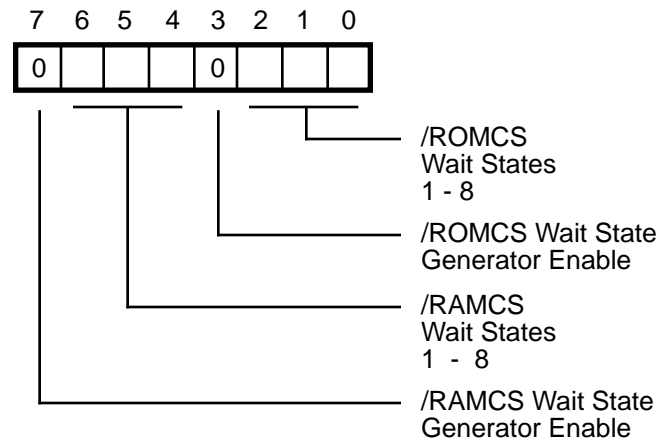 7 6 5 4 3 2 1 0
0 0
/ROMCS
Wait States
1 - 8
/ROMCS Wait State
Generator Enable
/RAMCS
Wait States
1 - 8
/RAMCS Wait State
Generator Enable